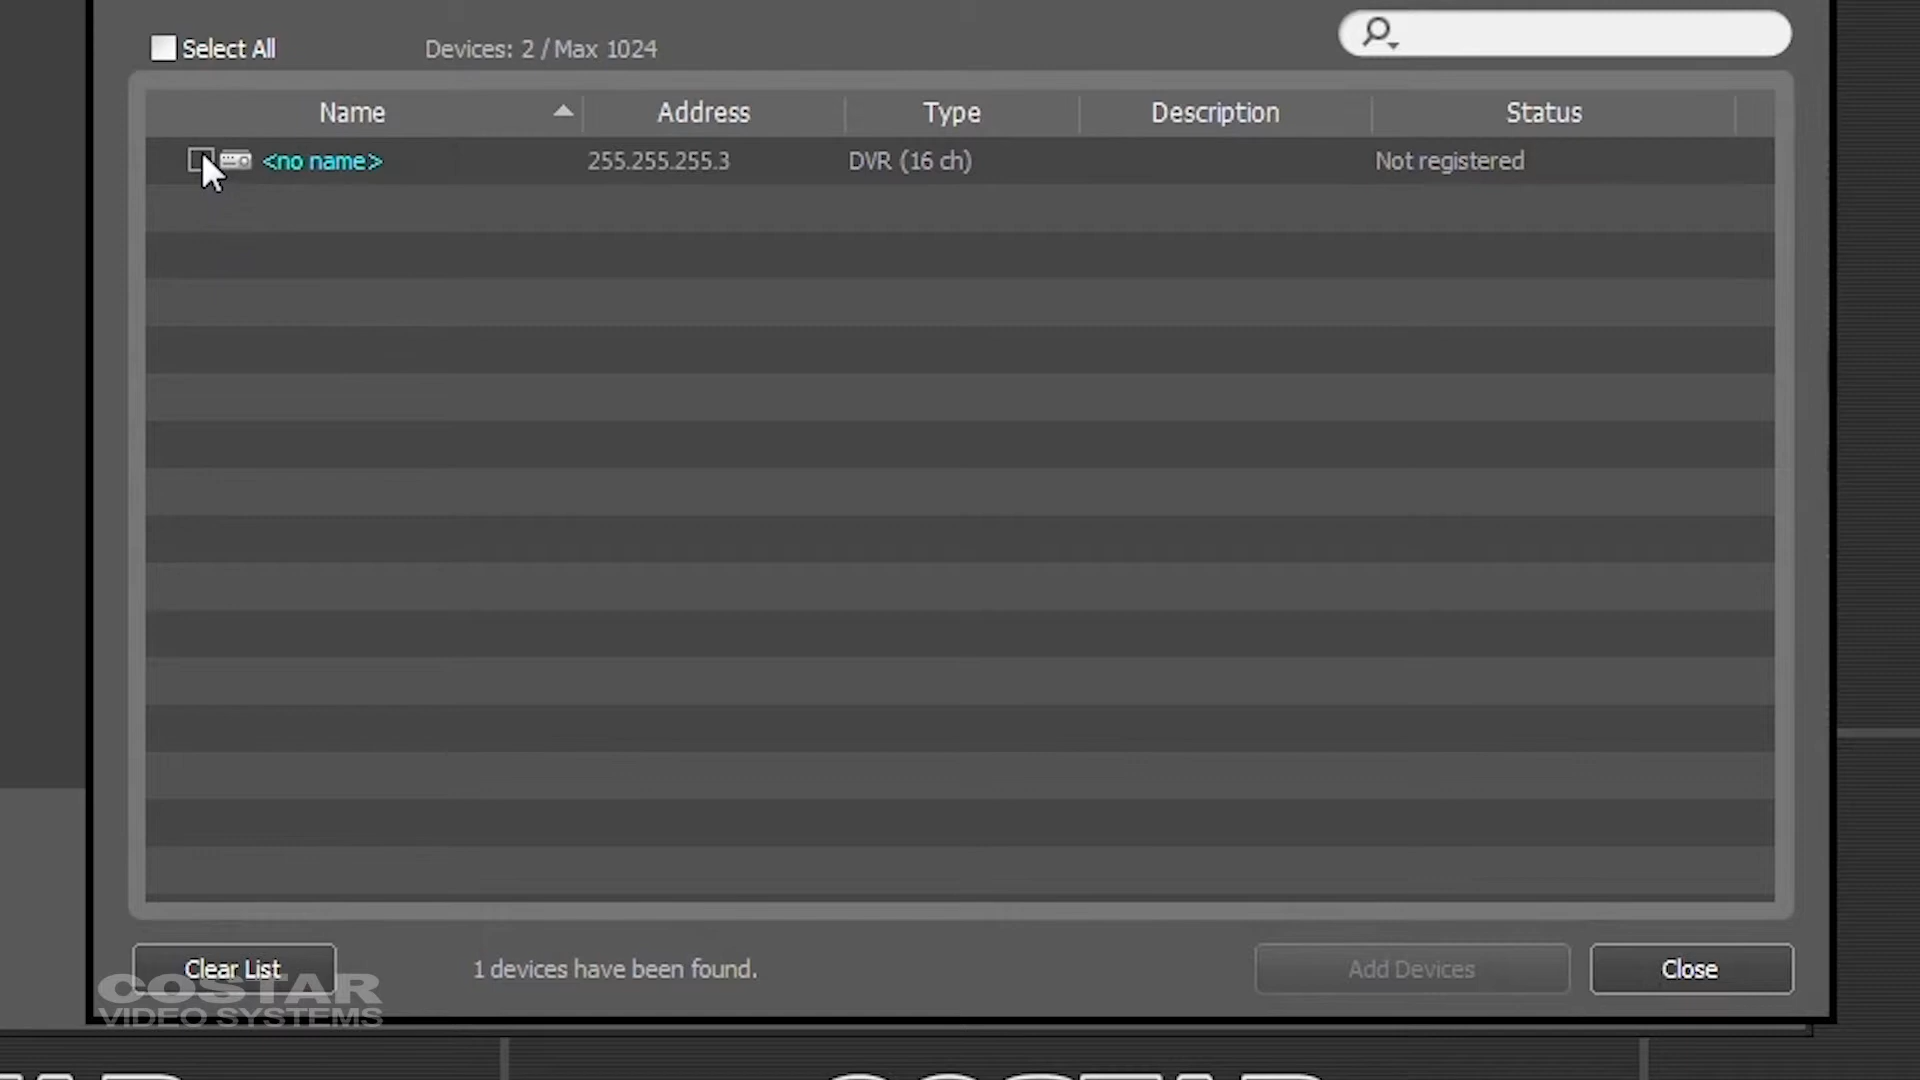 Select All
Devices: 2 / Max 1024
Name
Address
Type
Description
Status
<no name>
255.255.255.3
DVR (16 ch)
Not registered
Clear List
1 devices have been found.
Add Devices
Close
COSTAR
VIDEO SYSTEMS